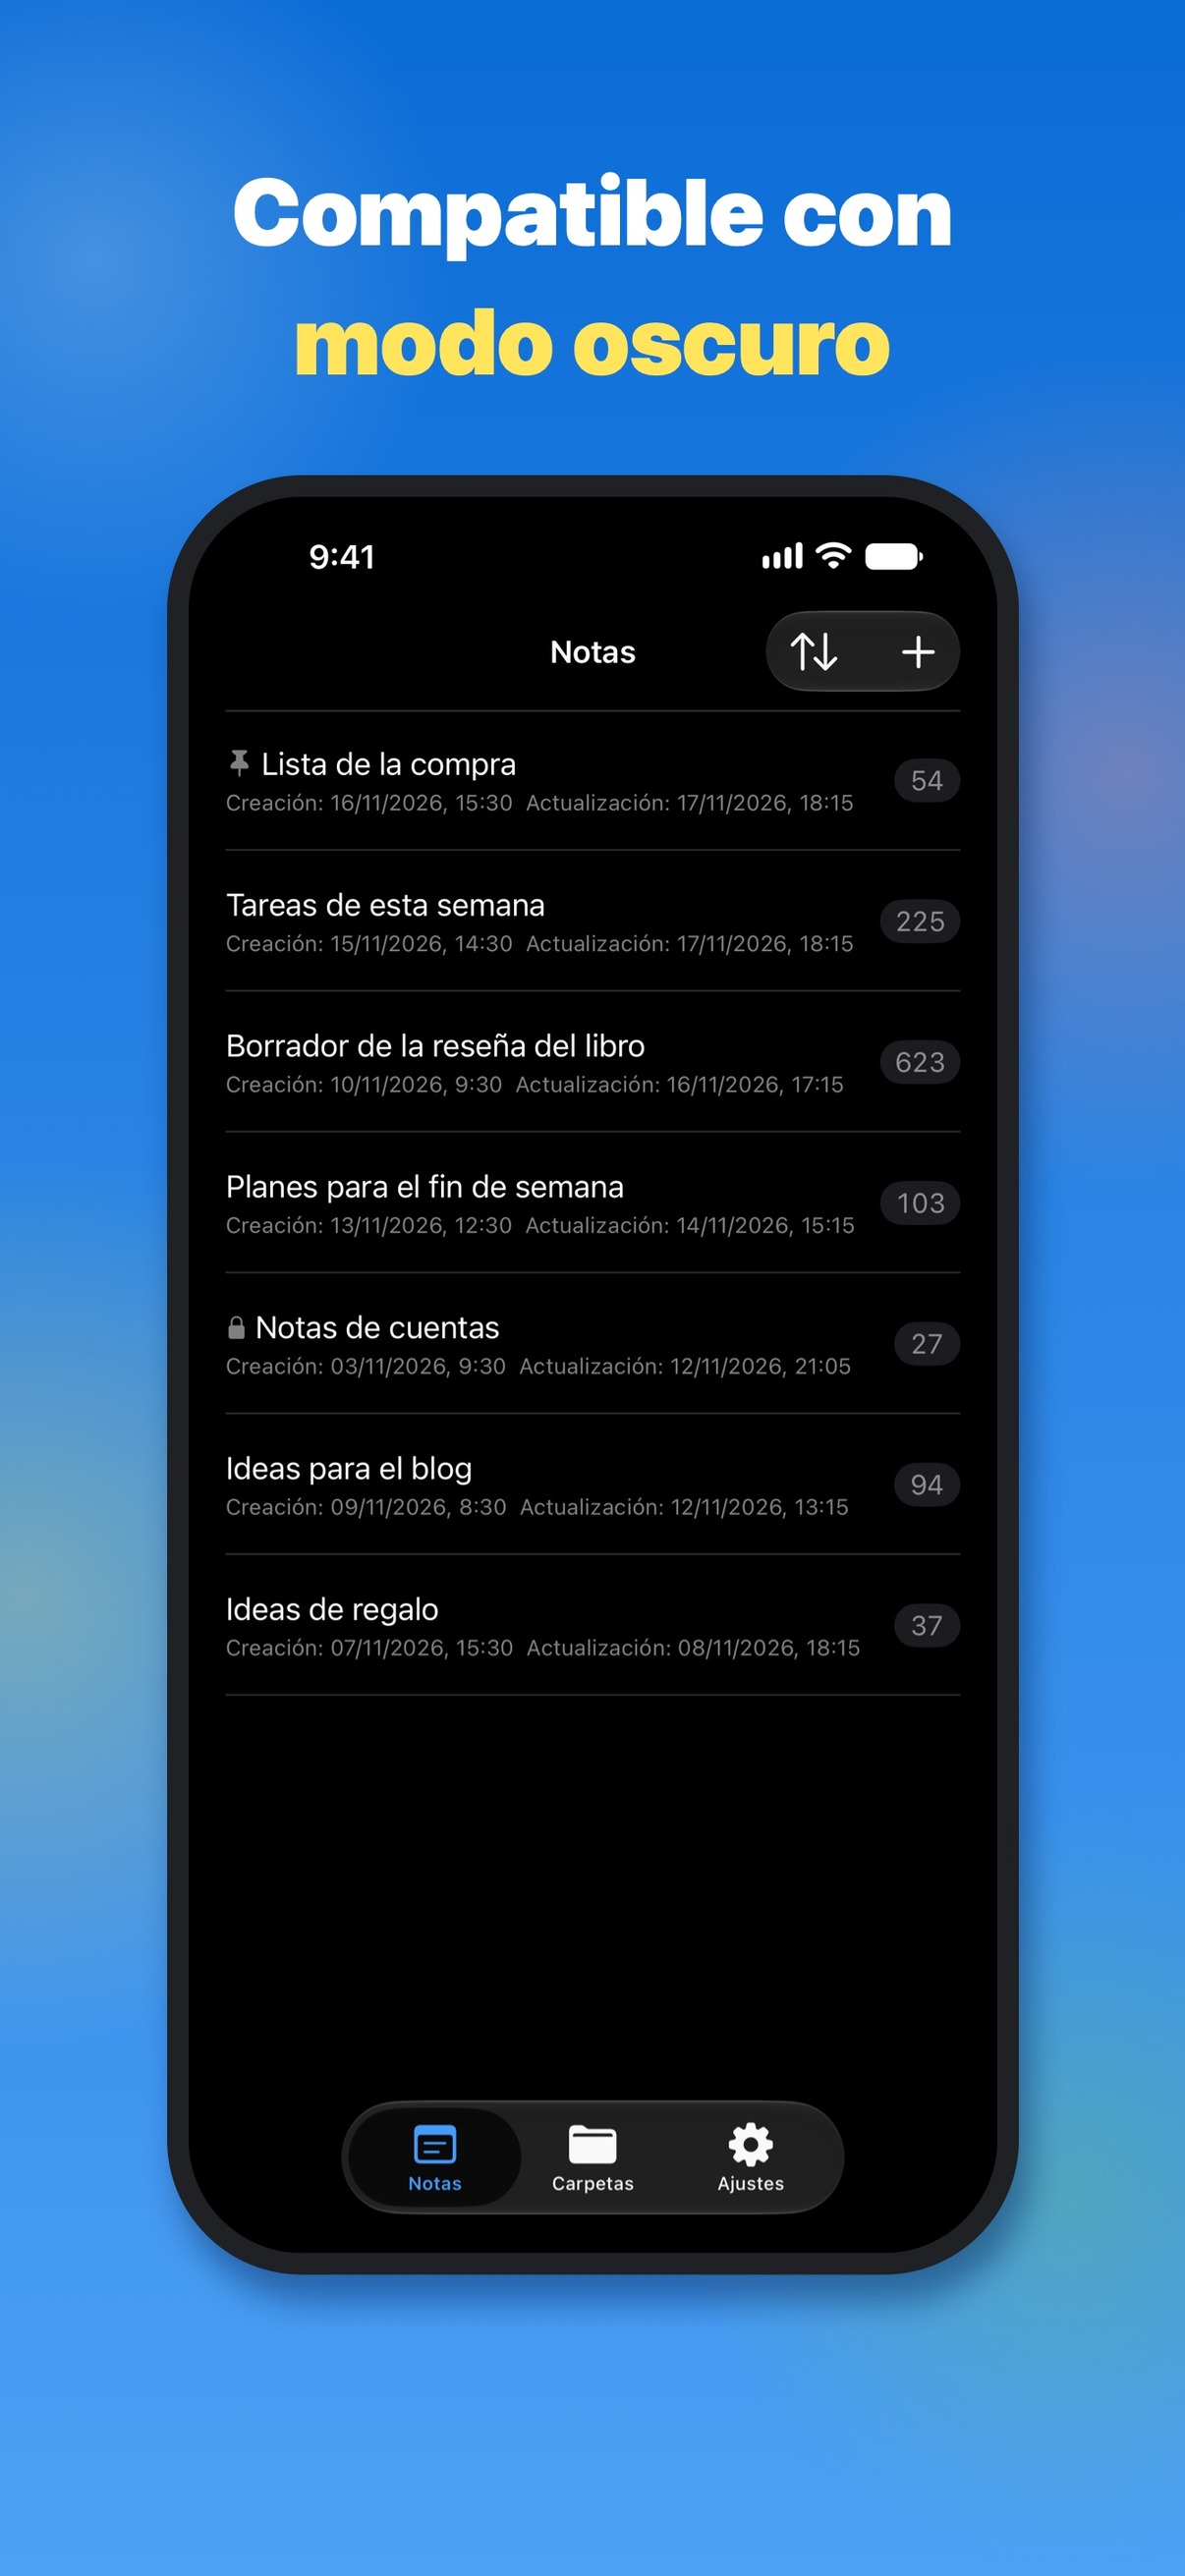 Compatible con
modo oscuro
9:41
Notas
Lista de la compra
Creación: 16/11/2026, 15:30 Actualización: 17/11/2026, 18:15
54
Tareas de esta semana
Creación: 15/11/2026, 14:30 Actualización: 17/11/2026, 18:15
225
Borrador de la reseña del libro
Creación: 10/11/2026, 9:30 Actualización: 16/11/2026, 17:15
623
Planes para el fin de semana
Creación: 13/11/2026, 12:30 Actualización: 14/11/2026, 15:15
103
Notas de cuentas
Creación: 03/11/2026, 9:30 Actualización: 12/11/2026, 21:05
27
Ideas para el blog
Creación: 09/11/2026, 8:30 Actualización: 12/11/2026, 13:15
94
Ideas de regalo
Creación: 07/11/2026, 15:30 Actualización: 08/11/2026, 18:15
37
Notas Carpetas Ajustes